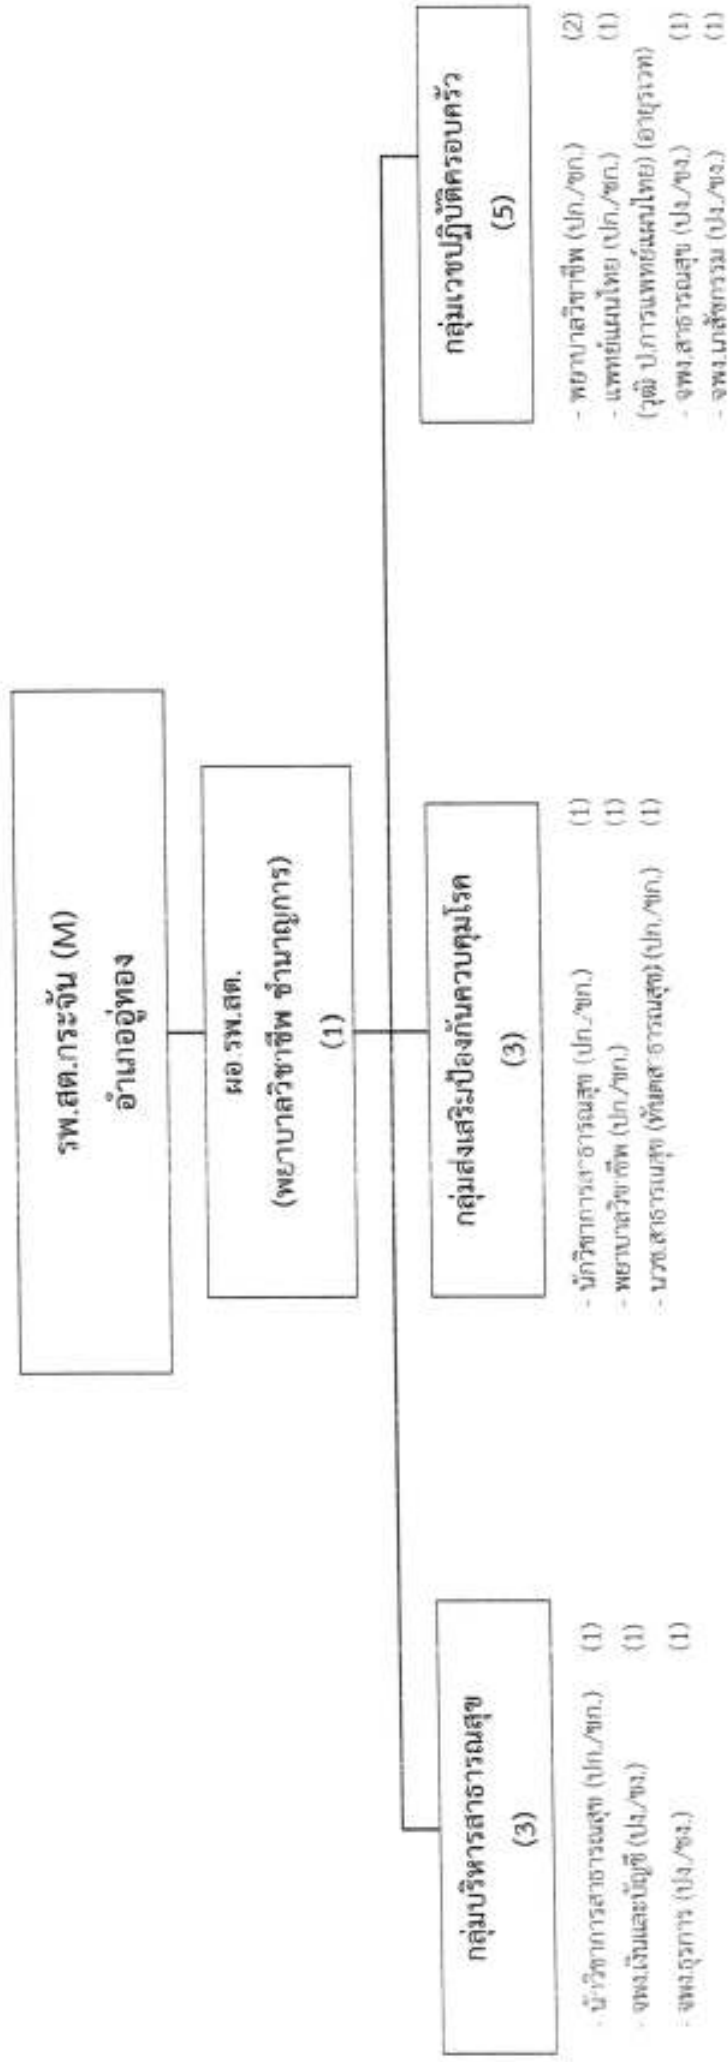 รพ.สต.กระจัน (M)
อำเภออู่ทอง
ผอ.รพ.สต.
(พยาบาลวิชาชีพ ชำนาญการ)
(1)
กลุ่มบริหารสาธารณสุข
(3)
- นักวิชาการสาธารณสุข (ปก./ชก.) (1)
- จพง.เงินและบัญชี (ปง./ชง.) (1)
- จพง.ธุรการ (ปง./ชง.) (1)
กลุ่มส่งเสริมป้องกันควบคุมโรค
(3)
- นักวิชาการสาธารณสุข (ปก./ชก.) (1)
- พยาบาลวิชาชีพ (ปก./ชก.) (1)
- นวช.สาธารณสุข (ทันตสาธารณสุข) (ปก./ชก.) (1)
กลุ่มเวชปฏิบัติครอบครัว
(5)
- พยาบาลวิชาชีพ (ปก./ชก.) (2)
- แพทย์แผนไทย (ปก./ชก.) (1)
(วุฒิ ป.การแพทย์แผนไทย) (อายุรเวท)
- จพง.สาธารณสุข (ปง./ชง.) (1)
- จพง.เภสัชกรรม (ปง./ชง.) (1)